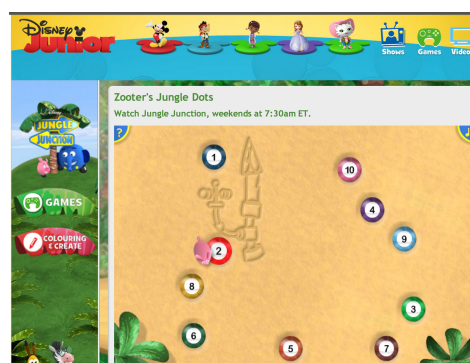 Disney
Junior
Shows
Games
Video
JUNGLE
JUNCTION
GAMES
COLOURING
& CREATE
Zooter's Jungle Dots
Watch Jungle Junction, weekends at 7:30am ET.
?
1
10
4
9
2
8
3
6
5
7